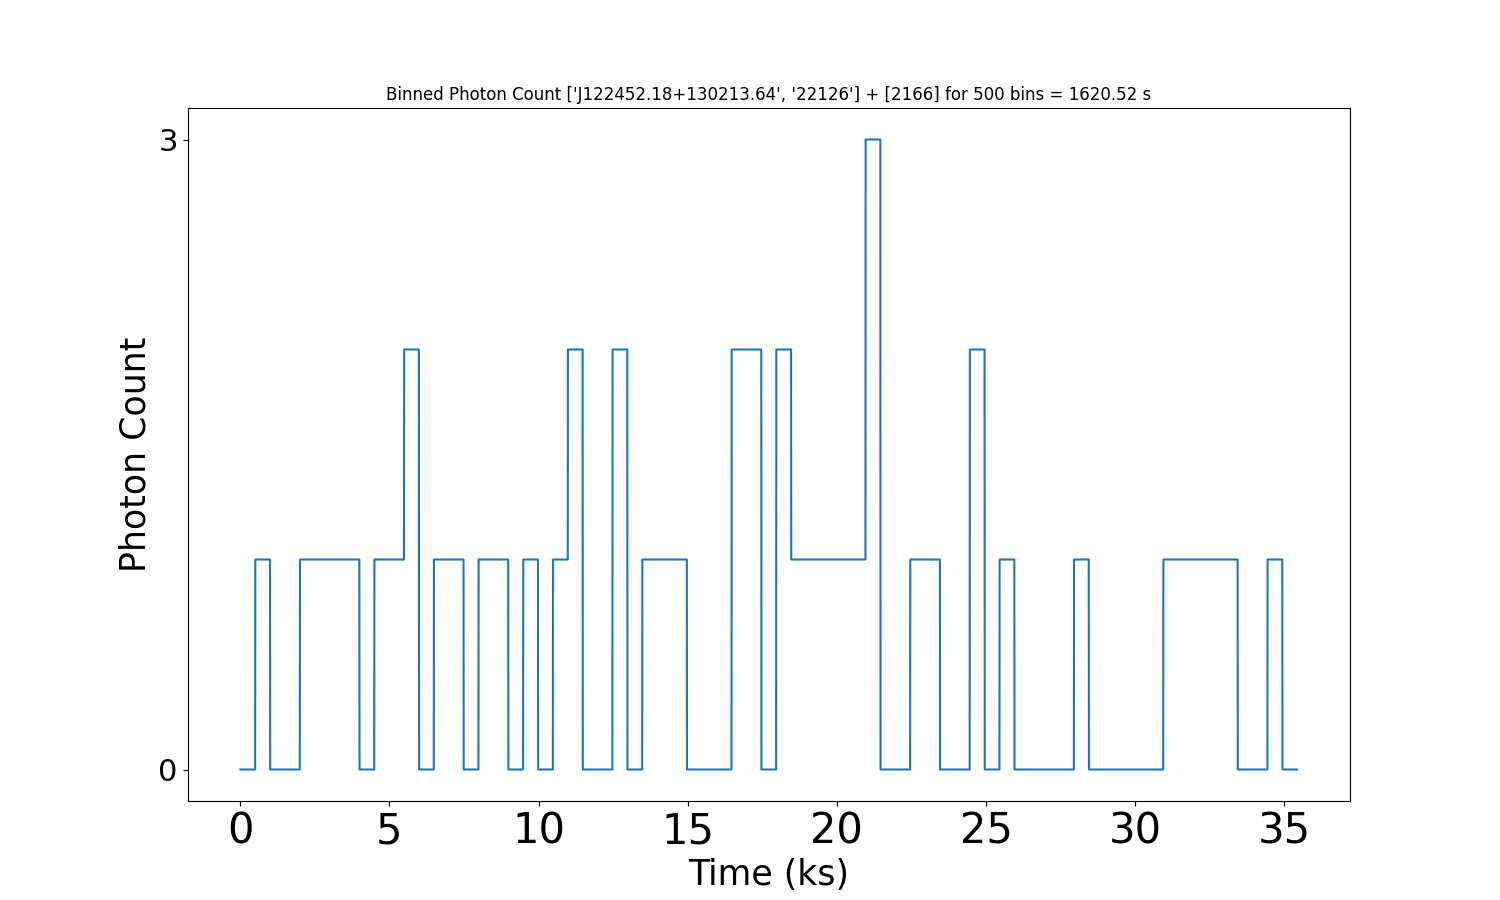 Binned Photon Count ['J122452.18+130213.64', '22126'] + [2166] for 500 bins = 1620.52 s
3
Photon Count
0
0 5 10 15 20 25 30 35
Time (ks)